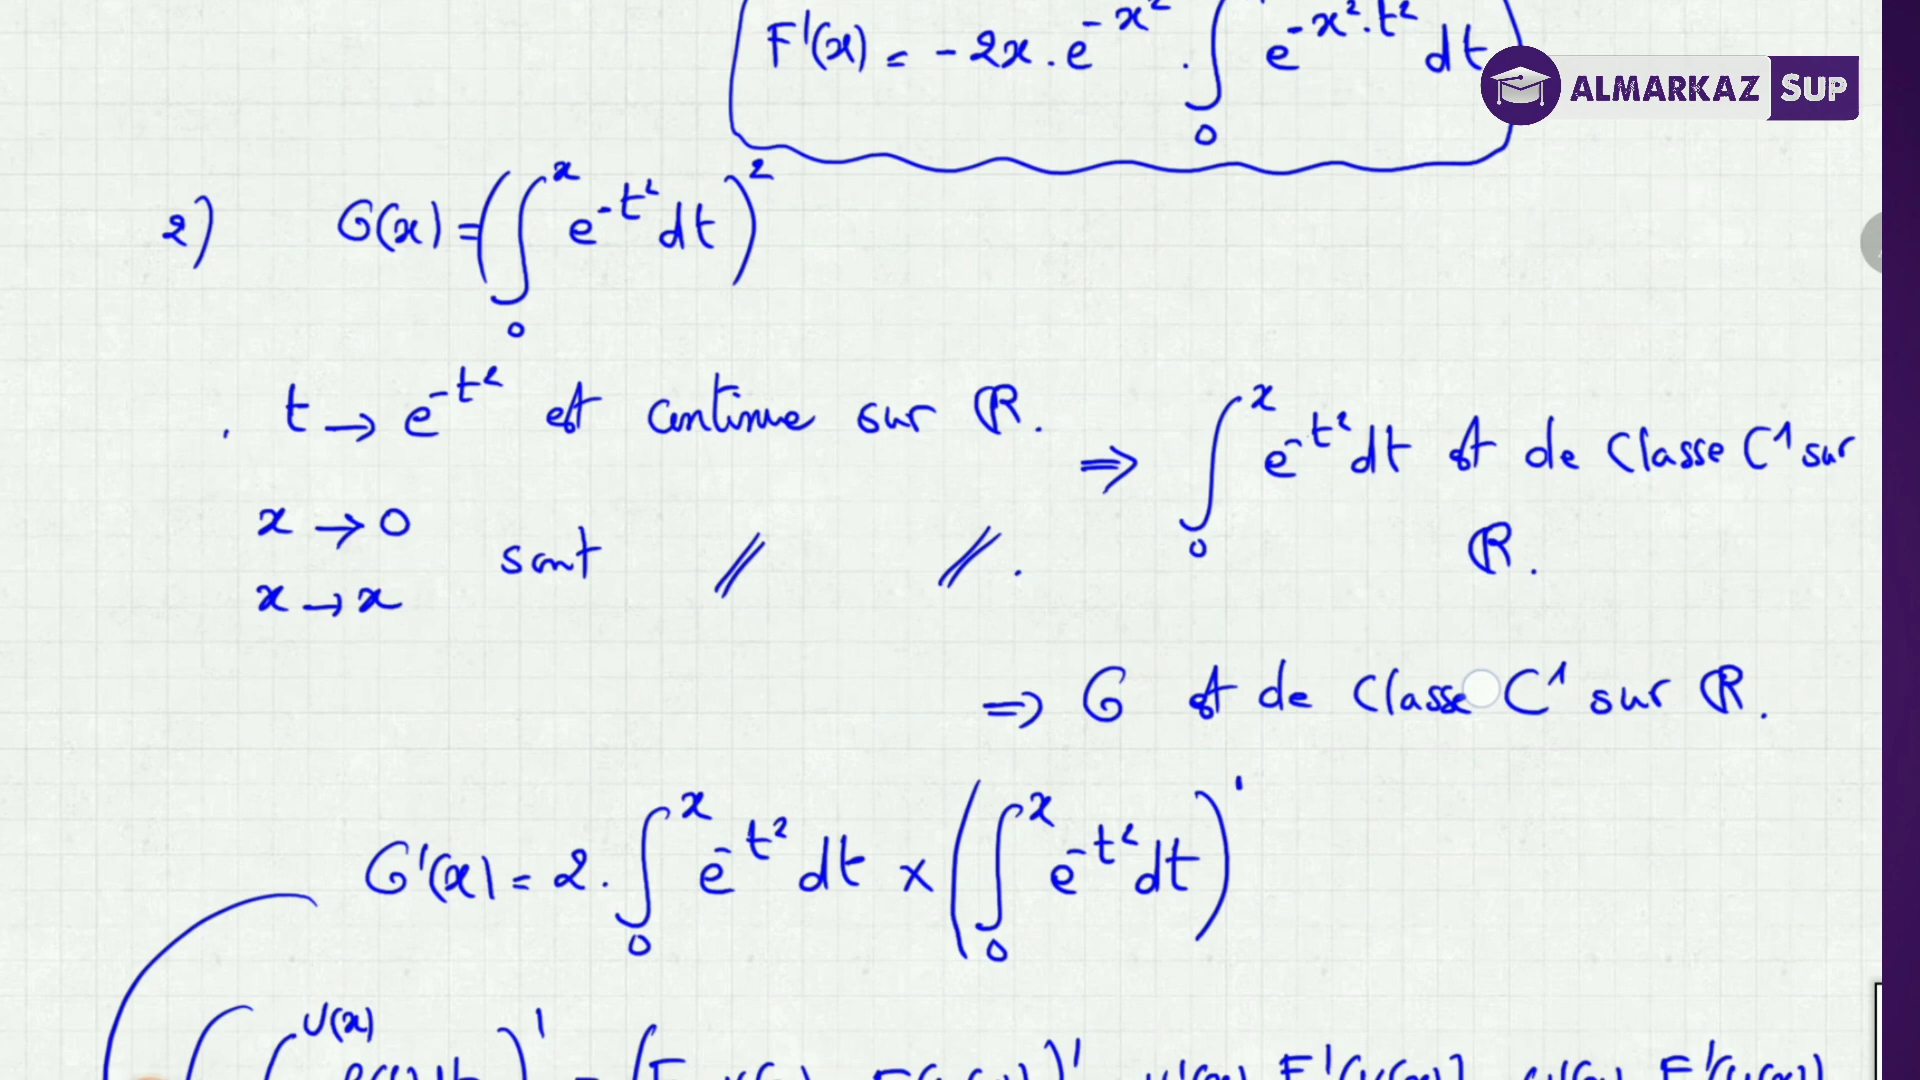 F'(x) = -2x . e^{-x²} . ∫_0 e^{-x².t²} dt
ALMARKAZ SUP
2) G(x) = (∫_0^x e^{-t²} dt)²
. t → e^{-t²} est continue sur ℝ. ⇒ ∫_0^x e^{-t²} dt est de classe C¹ sur ℝ.
x → 0
x → x sont // //.
⇒ G est de classe C¹ sur ℝ.
G'(x) = 2 . ∫_0^x e^{-t²} dt × (∫_0^x e^{-t²} dt)'
U(x)